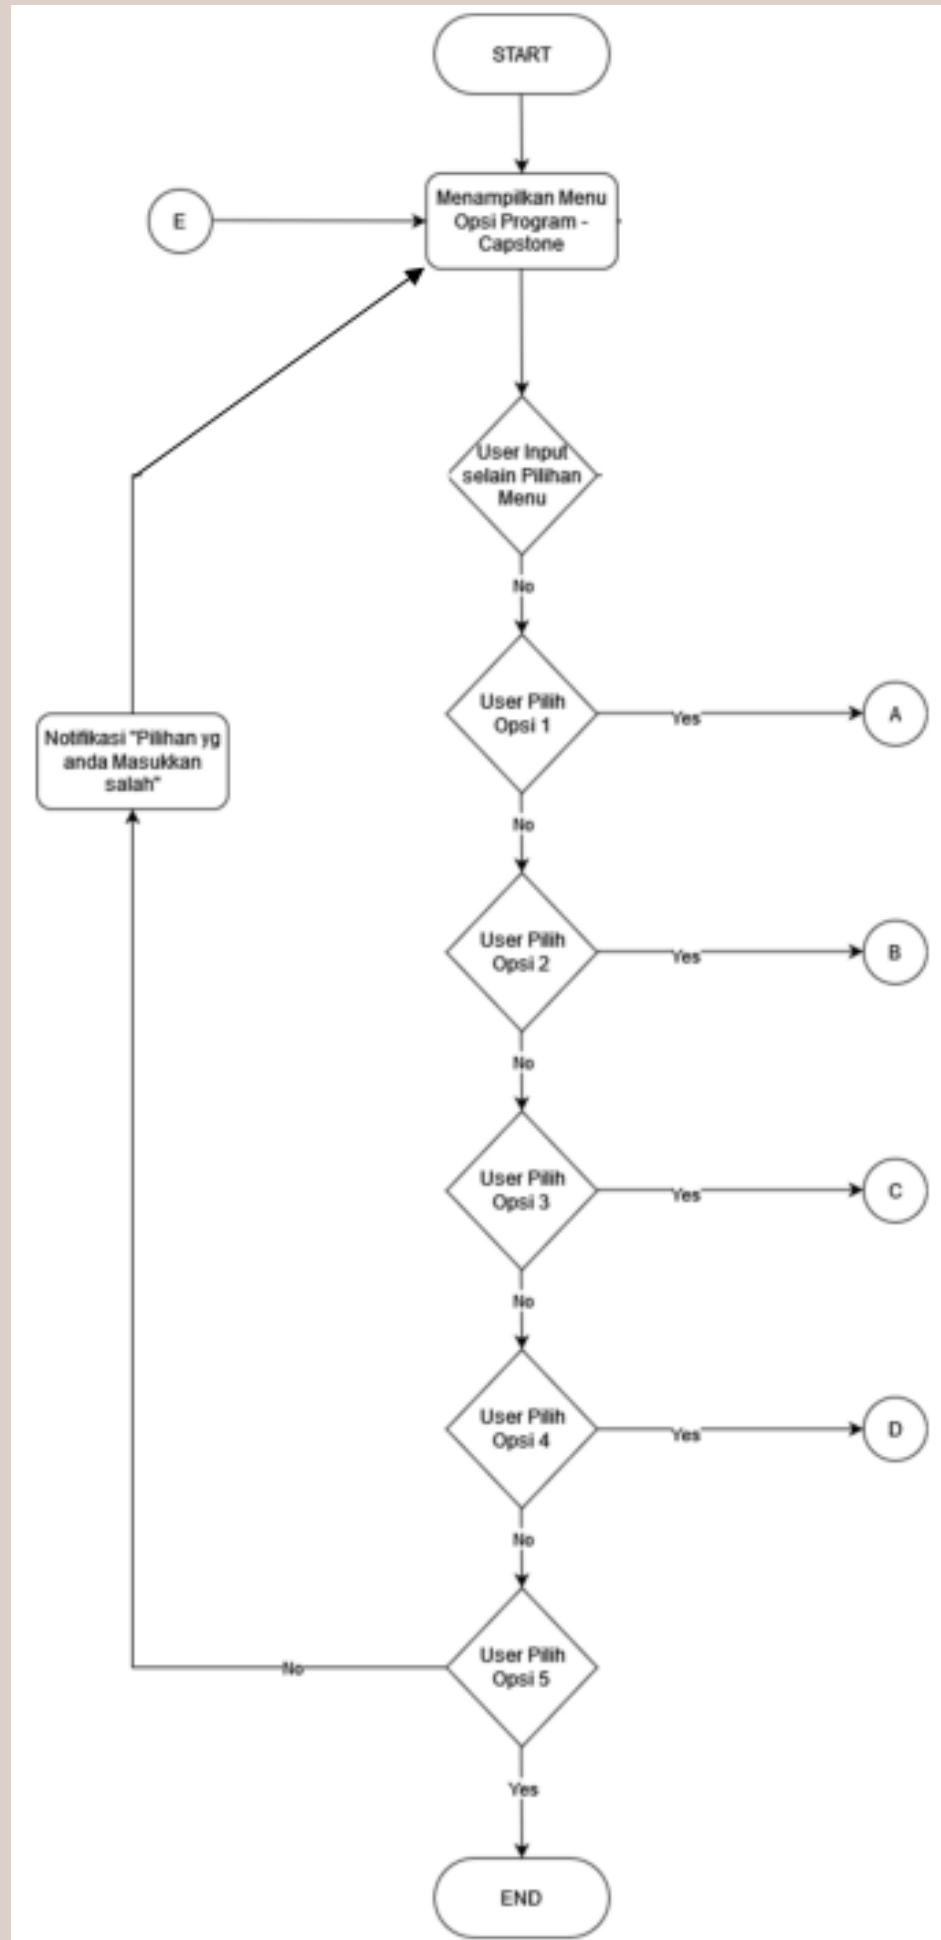 START
E
Menampilkan Menu
Opsi Program -
Capstone
User Input
selain Pilihan
Menu
No
User Pilih
Opsi 1
Yes
A
Notifikasi "Pilihan yg
anda Masukkan
salah"
No
User Pilih
Opsi 2
Yes
B
No
User Pilih
Opsi 3
Yes
C
No
User Pilih
Opsi 4
Yes
D
No
User Pilih
Opsi 5
No
Yes
END